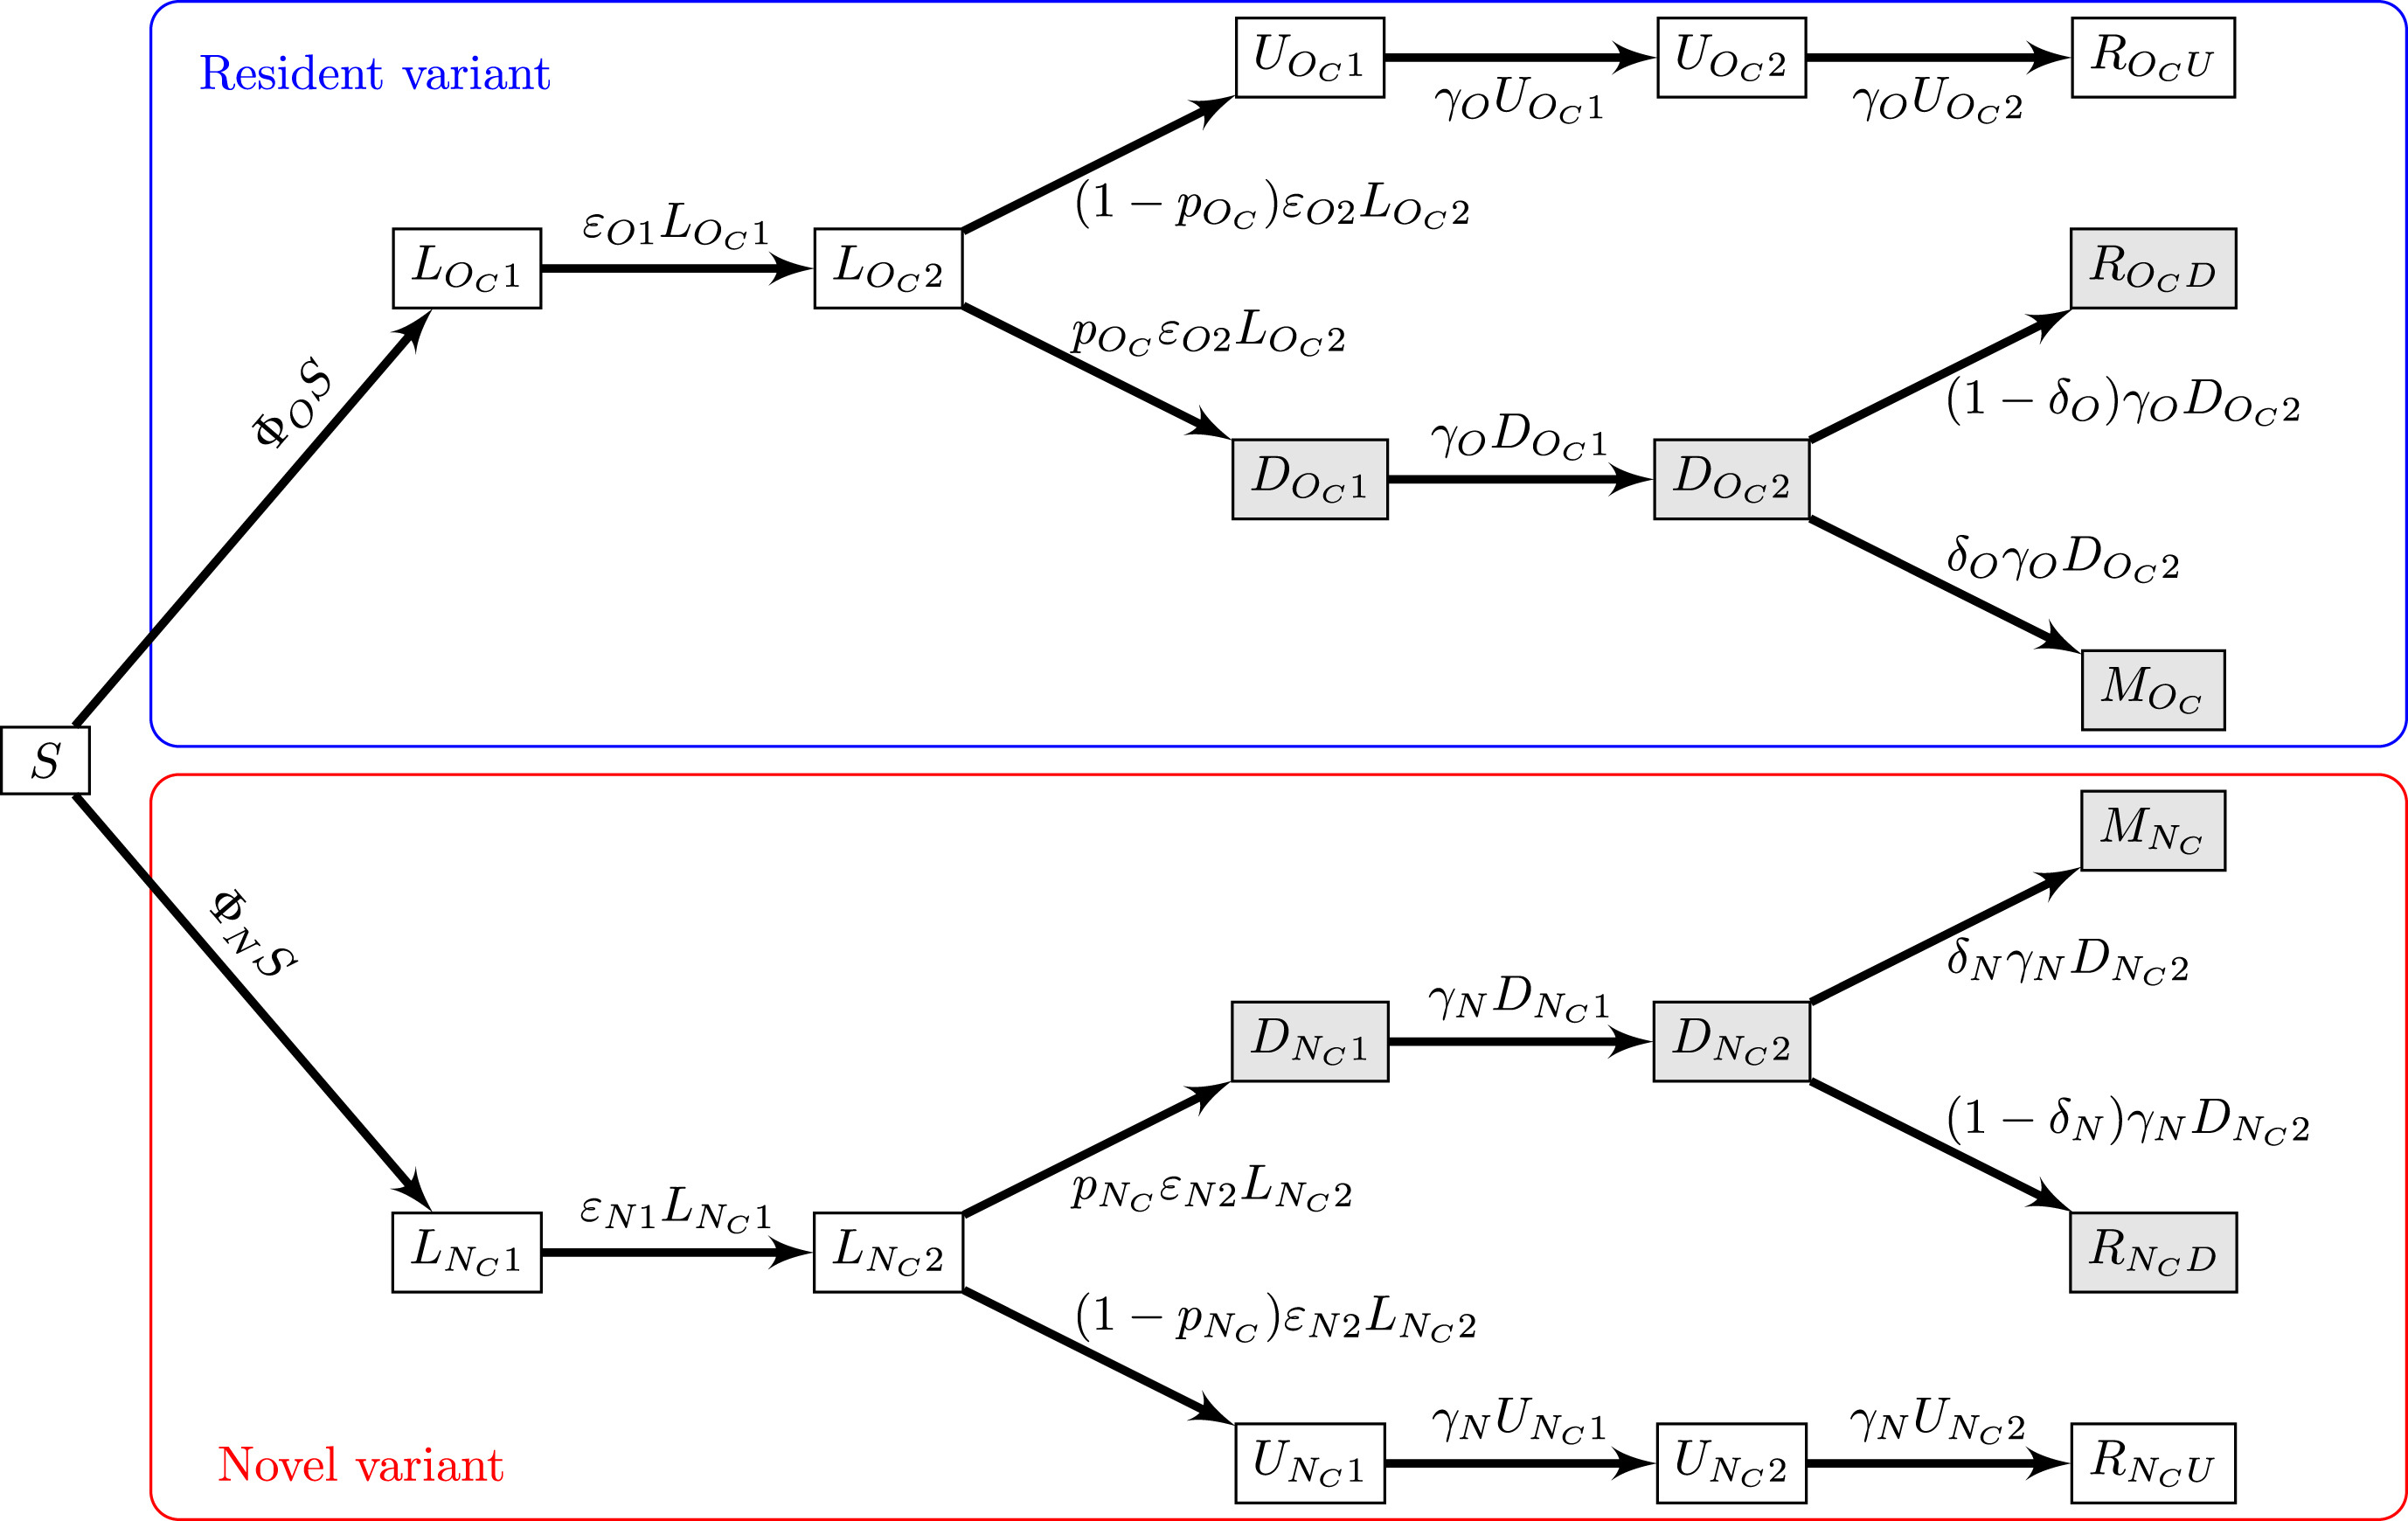 Resident variant
U_{O_C1}
γ_O U_{O_C1}
U_{O_C2}
γ_O U_{O_C2}
R_{O_CU}
(1 − p_{O_C})ε_{O2}L_{O_C2}
L_{O_C1}
ε_{O1}L_{O_C1}
L_{O_C2}
R_{O_CD}
p_{O_C}ε_{O2}L_{O_C2}
(1 − δ_O)γ_O D_{O_C2}
Φ_O S
D_{O_C1}
γ_O D_{O_C1}
D_{O_C2}
δ_O γ_O D_{O_C2}
M_{O_C}
S
M_{N_C}
Φ_N S
δ_N γ_N D_{N_C2}
D_{N_C1}
γ_N D_{N_C1}
D_{N_C2}
(1 − δ_N)γ_N D_{N_C2}
p_{N_C}ε_{N2}L_{N_C2}
L_{N_C1}
ε_{N1}L_{N_C1}
L_{N_C2}
R_{N_CD}
(1 − p_{N_C})ε_{N2}L_{N_C2}
Novel variant
U_{N_C1}
γ_N U_{N_C1}
U_{N_C2}
γ_N U_{N_C2}
R_{N_CU}